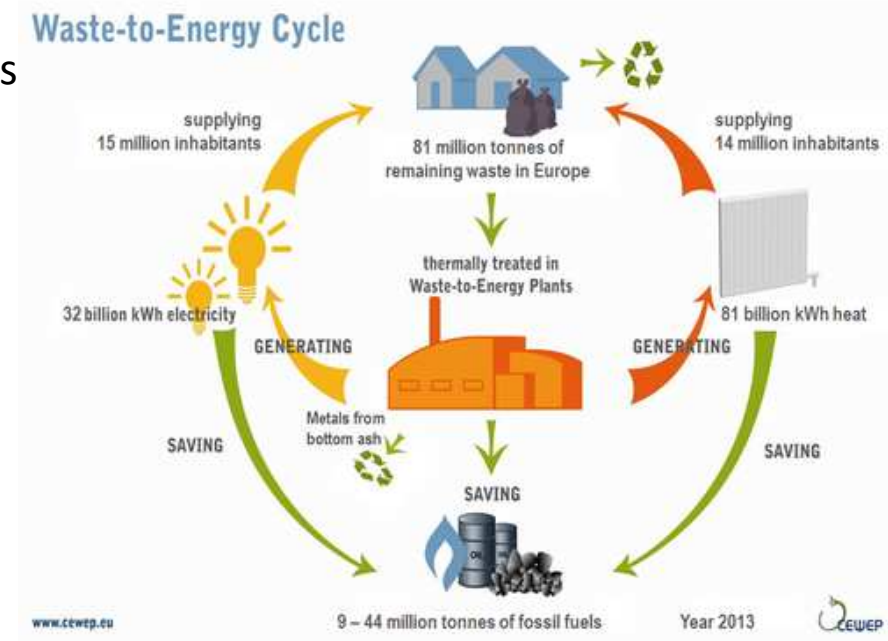 Waste-to-Energy Cycle
s
supplying
15 million inhabitants
81 million tonnes of
remaining waste in Europe
supplying
14 million inhabitants
thermally treated in
Waste-to-Energy Plants
32 billion kWh electricity
81 billion kWh heat
GENERATING
GENERATING
Metals from
bottom ash
SAVING
SAVING
SAVING
OIL
9 – 44 million tonnes of fossil fuels
Year 2013
www.cewep.eu
CEWEP